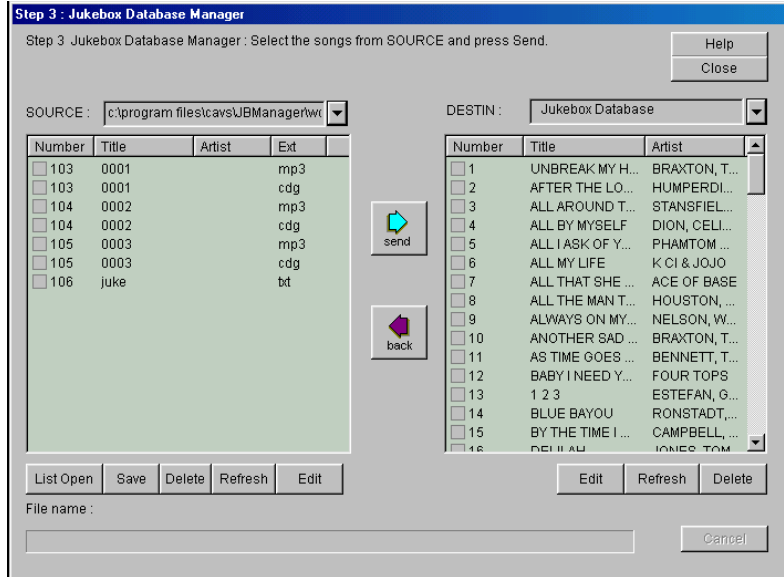 Step 3 : Jukebox Database Manager
Step 3 Jukebox Database Manager : Select the songs from SOURCE and press Send.
Help
Close
SOURCE : c:\program files\cavs\JBManager\wo
Number Title Artist Ext
103 0001 mp3
103 0001 cdg
104 0002 mp3
104 0002 cdg
105 0003 mp3
105 0003 cdg
106 juke txt
List Open Save Delete Refresh Edit
File name :
send
back
DESTIN : Jukebox Database
Number Title Artist
1 UNBREAK MY H... BRAXTON, T...
2 AFTER THE LO... HUMPERDI...
3 ALL AROUND T... STANSFIEL...
4 ALL BY MYSELF DION, CELI...
5 ALL I ASK OF Y... PHAMTOM ...
6 ALL MY LIFE K CI & JOJO
7 ALL THAT SHE ... ACE OF BASE
8 ALL THE MAN T... HOUSTON, ...
9 ALWAYS ON MY... NELSON, W...
10 ANOTHER SAD ... BRAXTON, T...
11 AS TIME GOES ... BENNETT, T...
12 BABY I NEED Y... FOUR TOPS
13 1 2 3 ESTEFAN, G...
14 BLUE BAYOU RONSTADT,...
15 BY THE TIME I ... CAMPBELL, ...
16 DELILAH JONES, TOM
Edit Refresh Delete
Cancel